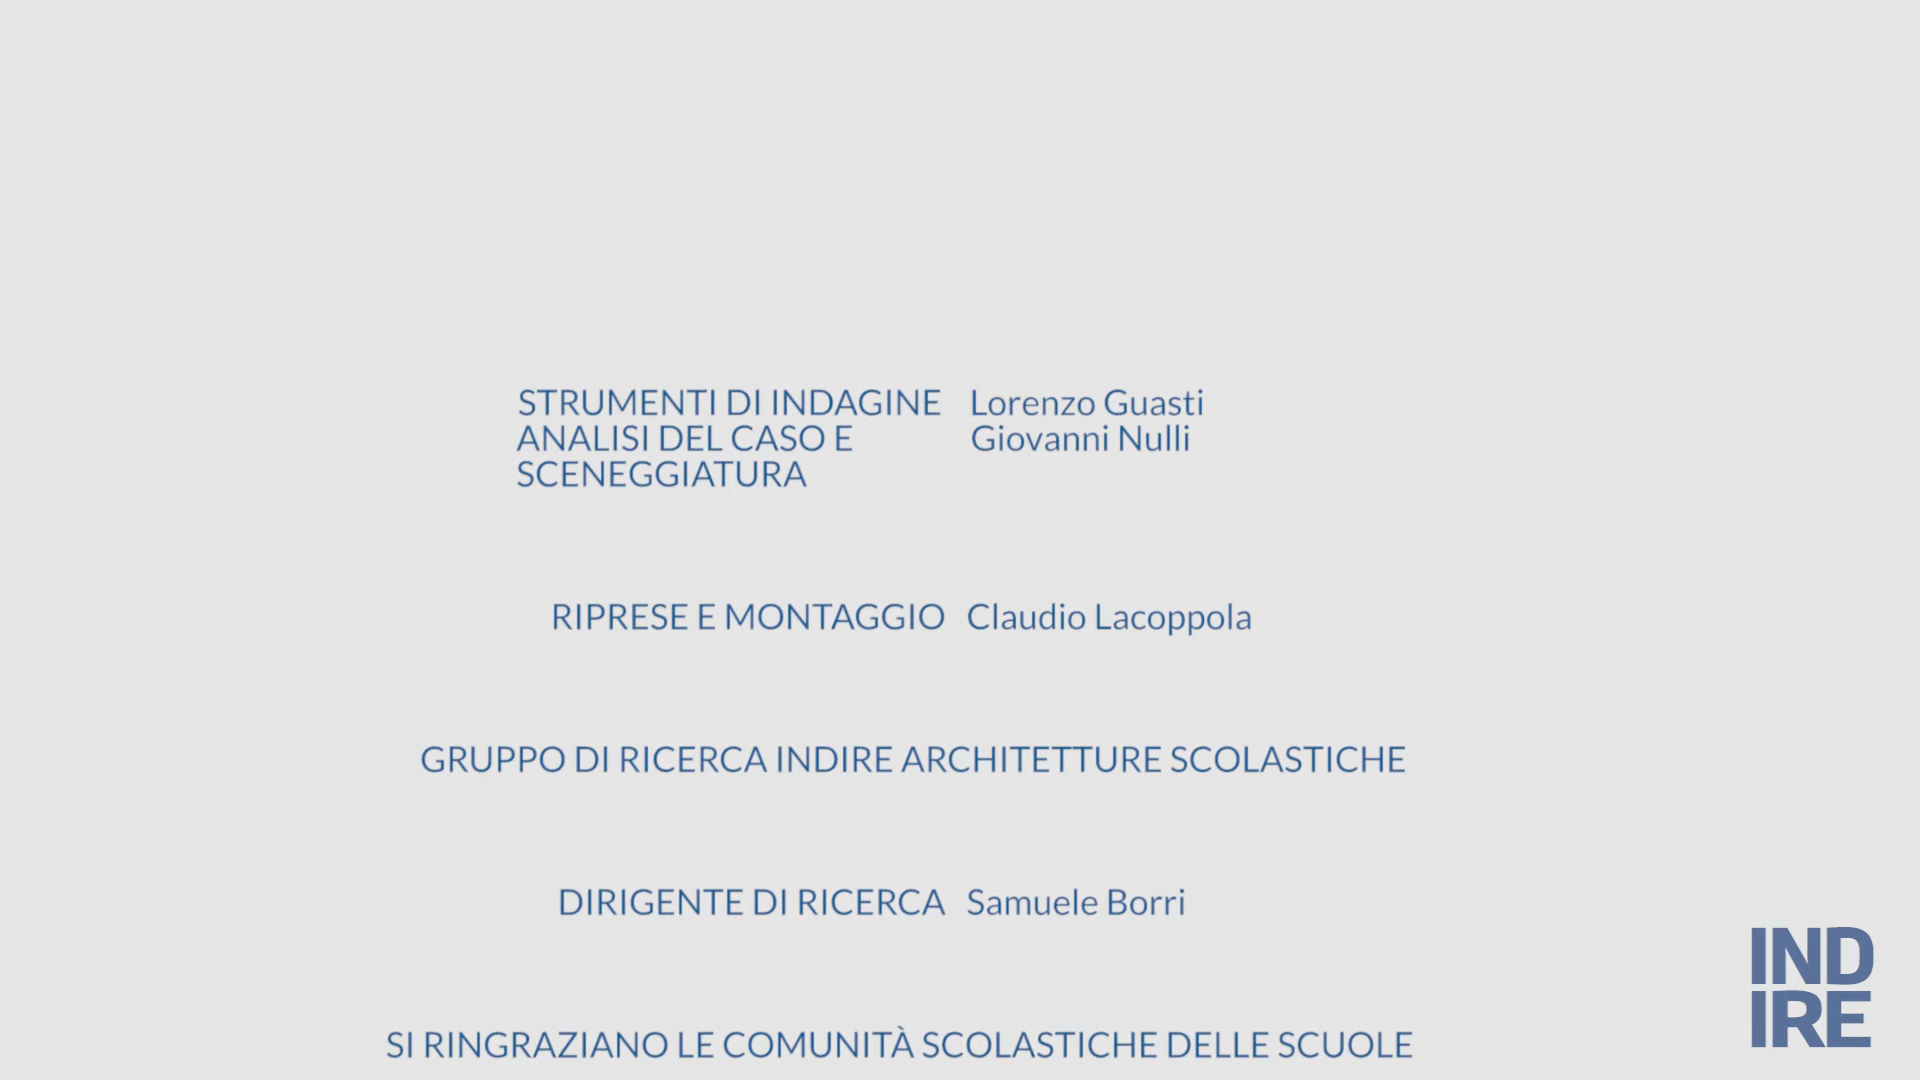 STRUMENTI DI INDAGINE Lorenzo Guasti
ANALISI DEL CASO E Giovanni Nulli
SCENEGGIATURA
RIPRESE E MONTAGGIO Claudio Lacoppola
GRUPPO DI RICERCA INDIRE ARCHITETTURE SCOLASTICHE
DIRIGENTE DI RICERCA Samuele Borri
SI RINGRAZIANO LE COMUNITÀ SCOLASTICHE DELLE SCUOLE
IND
IRE